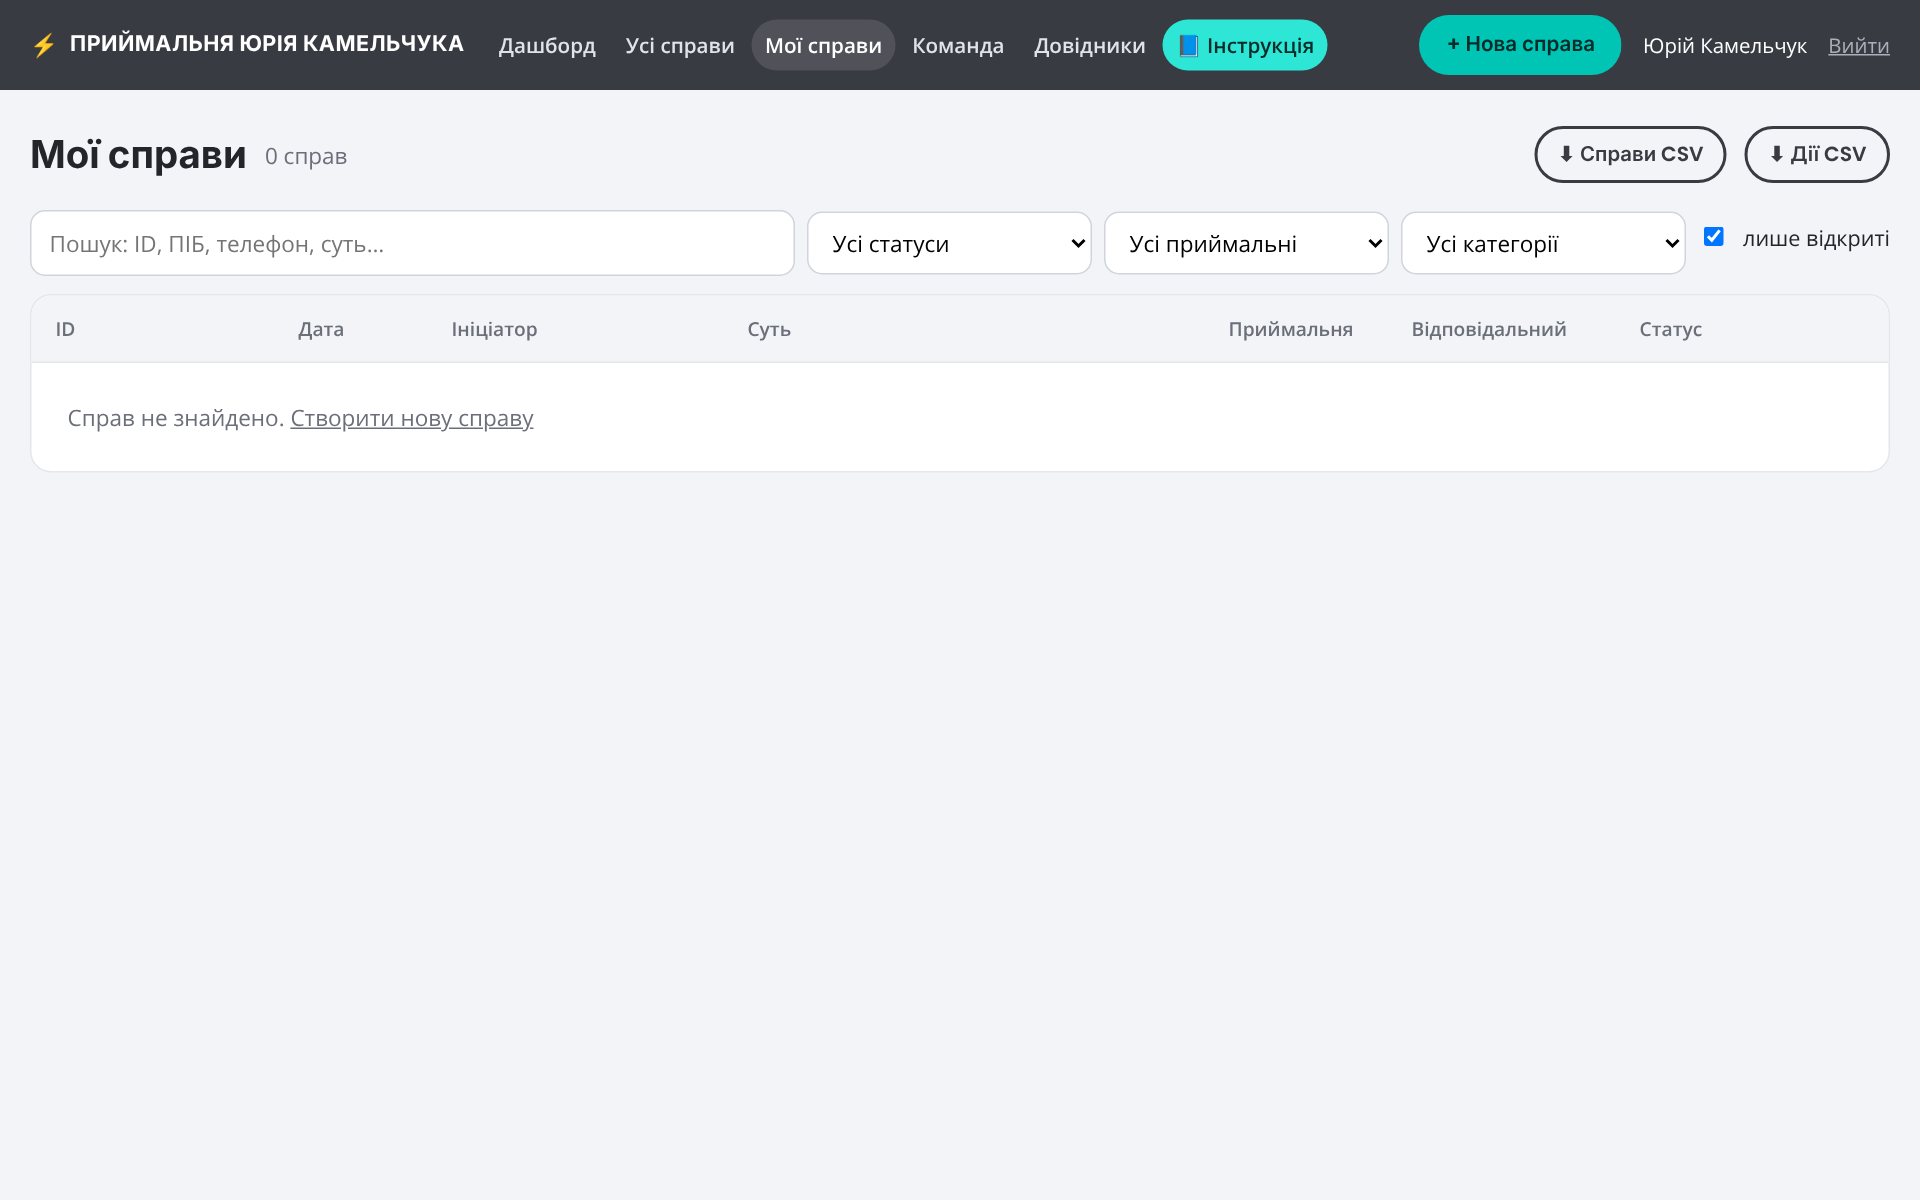 ⚡ ПРИЙМАЛЬНЯ ЮРІЯ КАМЕЛЬЧУКА Дашборд Усі справи Мої справи Команда Довідники 📘 Інструкція + Нова справа Юрій Камельчук Вийти
Мої справи 0 справ ⬇ Справи CSV ⬇ Дії CSV
Пошук: ID, ПІБ, телефон, суть... Усі статуси Усі приймальні Усі категорії лише відкриті
ID Дата Ініціатор Суть Приймальня Відповідальний Статус
Справ не знайдено. Створити нову справу